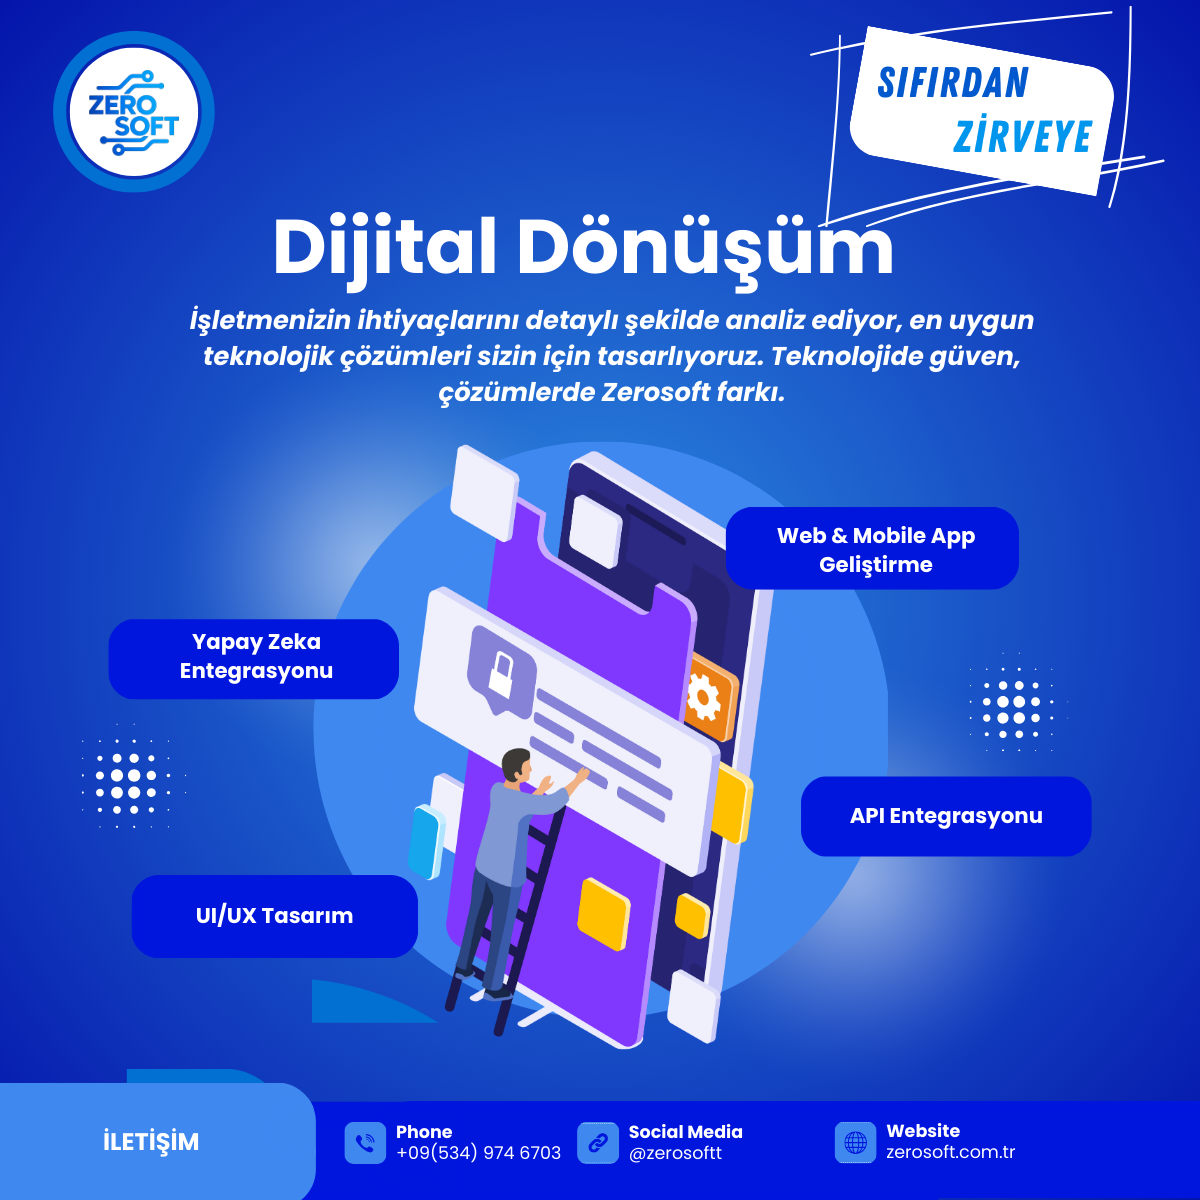 ZERO
SOFT
SIFIRDAN
ZİRVEYE
Dijital Dönüşüm
İşletmenizin ihtiyaçlarını detaylı şekilde analiz ediyor, en uygun
teknolojik çözümleri sizin için tasarlıyoruz. Teknolojide güven,
çözümlerde Zerosoft farkı.
Web & Mobile App
Geliştirme
Yapay Zeka
Entegrasyonu
API Entegrasyonu
UI/UX Tasarım
İLETİŞİM
Phone
+09(534) 974 6703
Social Media
@zerosoftt
Website
zerosoft.com.tr